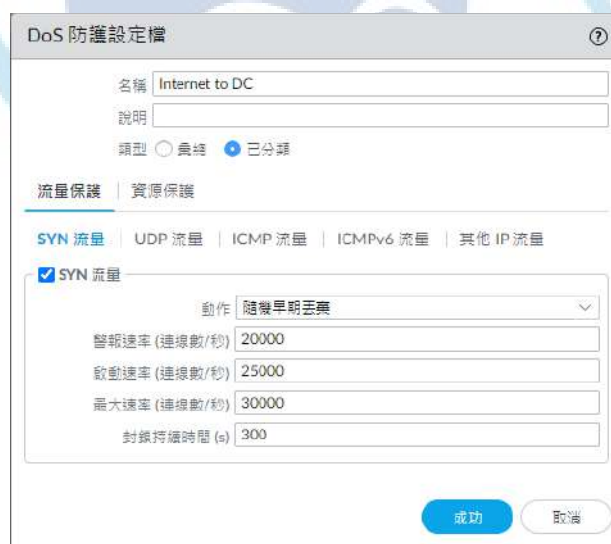 DoS 防護設定檔
名稱 Internet to DC
說明
類型 彙總 已分類
流量保護 資源保護
SYN 流量 UDP 流量 ICMP 流量 ICMPv6 流量 其他 IP 流量
SYN 流量
動作 隨機早期丟棄
警報速率 (連線數/秒) 20000
啟動速率 (連線數/秒) 25000
最大速率 (連線數/秒) 30000
封鎖持續時間 (s) 300
成功 取消